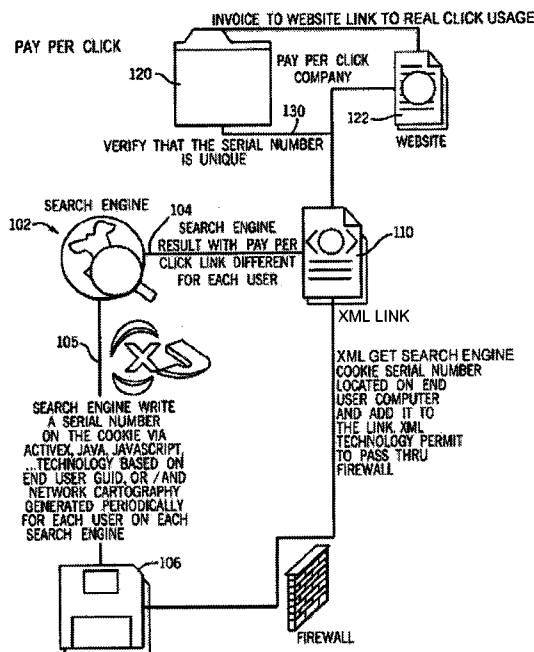 INVOICE TO WEBSITE LINK TO REAL CLICK USAGE
PAY PER CLICK
120
PAY PER CLICK
COMPANY
130
122
WEBSITE
VERIFY THAT THE SERIAL NUMBER
IS UNIQUE
SEARCH ENGINE
102
104
SEARCH ENGINE
RESULT WITH PAY PER
CLICK LINK DIFFERENT
FOR EACH USER
110
XML LINK
105
X
XML GET SEARCH ENGINE
COOKIE SERIAL NUMBER
LOCATED ON END
USER COMPUTER
AND ADD IT TO
THE LINK. XML
TECHNOLOGY PERMIT
TO PASS THRU
FIREWALL
SEARCH ENGINE WRITE
A SERIAL NUMBER
ON THE COOKIE VIA
ACTIVEX, JAVA, JAVASCRIPT,
...TECHNOLOGY BASED ON
END USER GUID, OR / AND
NETWORK CARTOGRAPHY
GENERATED PERIODICALLY
FOR EACH USER ON EACH
SEARCH ENGINE
106
FIREWALL